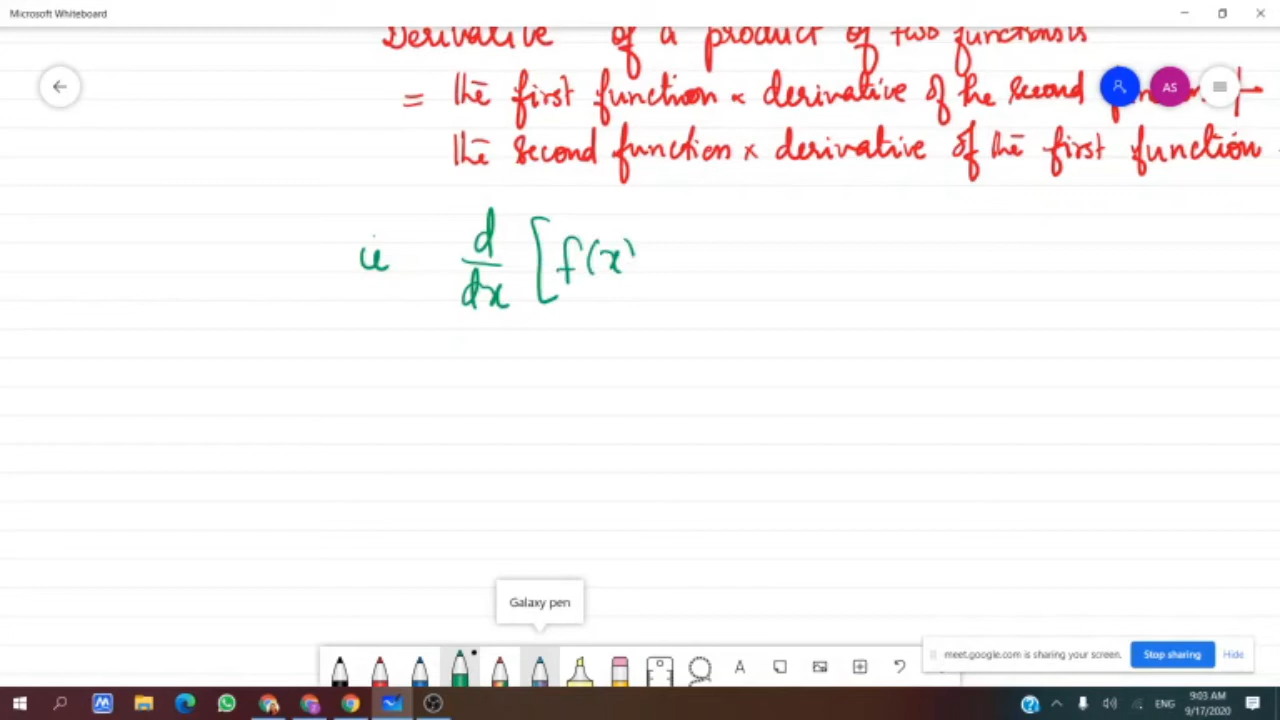 Microsoft Whiteboard
Derivative of a product of two functions is
= the first function × derivative of the second
AS
the second function × derivative of the first function
ie d/dx [f(x)
Galaxy pen
A
meet.google.com is sharing your screen. Stop sharing Hide
ENG
9:03 AM
9/17/2020